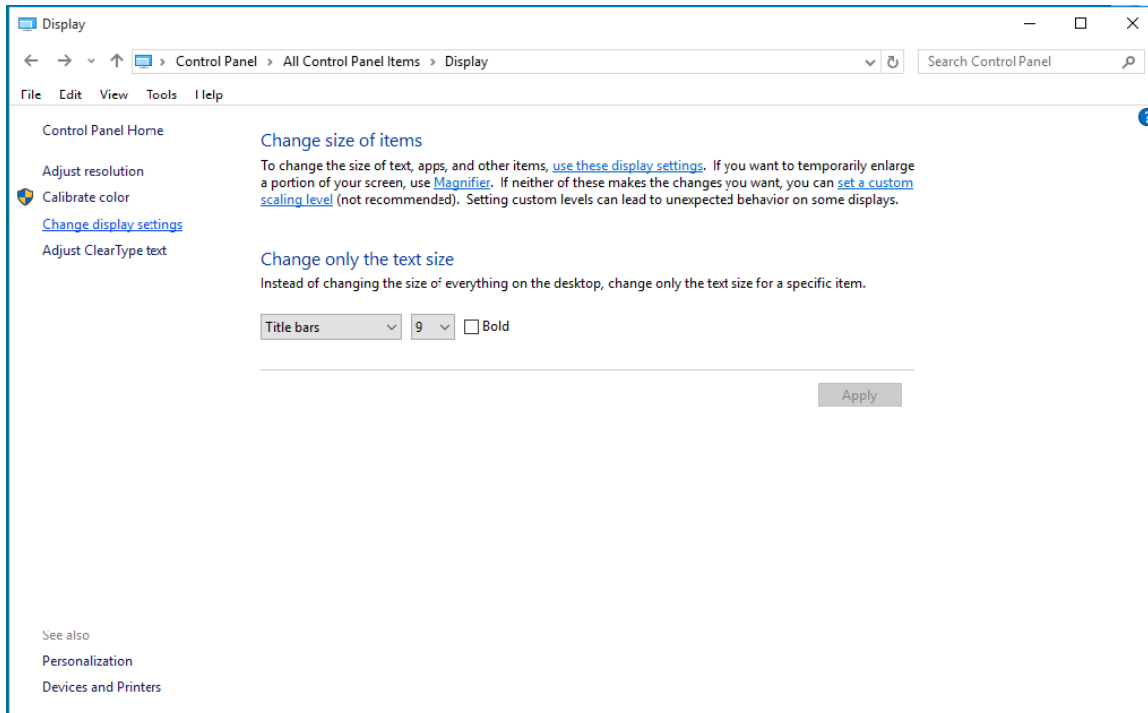 Display
Control Panel › All Control Panel Items › Display
Search Control Panel
File Edit View Tools Help
Control Panel Home
Adjust resolution
Calibrate color
Change display settings
Adjust ClearType text
Change size of items
To change the size of text, apps, and other items, use these display settings. If you want to temporarily enlarge
a portion of your screen, use Magnifier. If neither of these makes the changes you want, you can set a custom
scaling level (not recommended). Setting custom levels can lead to unexpected behavior on some displays.
Change only the text size
Instead of changing the size of everything on the desktop, change only the text size for a specific item.
Title bars 9 Bold
Apply
See also
Personalization
Devices and Printers